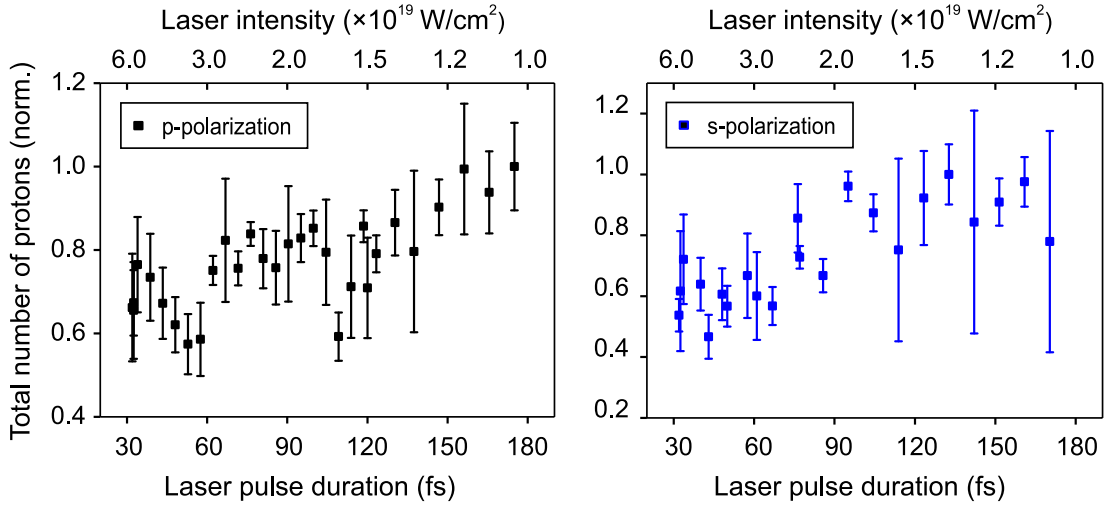 Laser intensity (×10¹⁹ W/cm²)
6.0 3.0 2.0 1.5 1.2 1.0
1.2
1.0
0.8
0.6
0.4
Total number of protons (norm.)
p-polarization
30 60 90 120 150 180
Laser pulse duration (fs)
Laser intensity (×10¹⁹ W/cm²)
6.0 3.0 2.0 1.5 1.2 1.0
1.2
1.0
0.8
0.6
0.4
0.2
s-polarization
30 60 90 120 150 180
Laser pulse duration (fs)